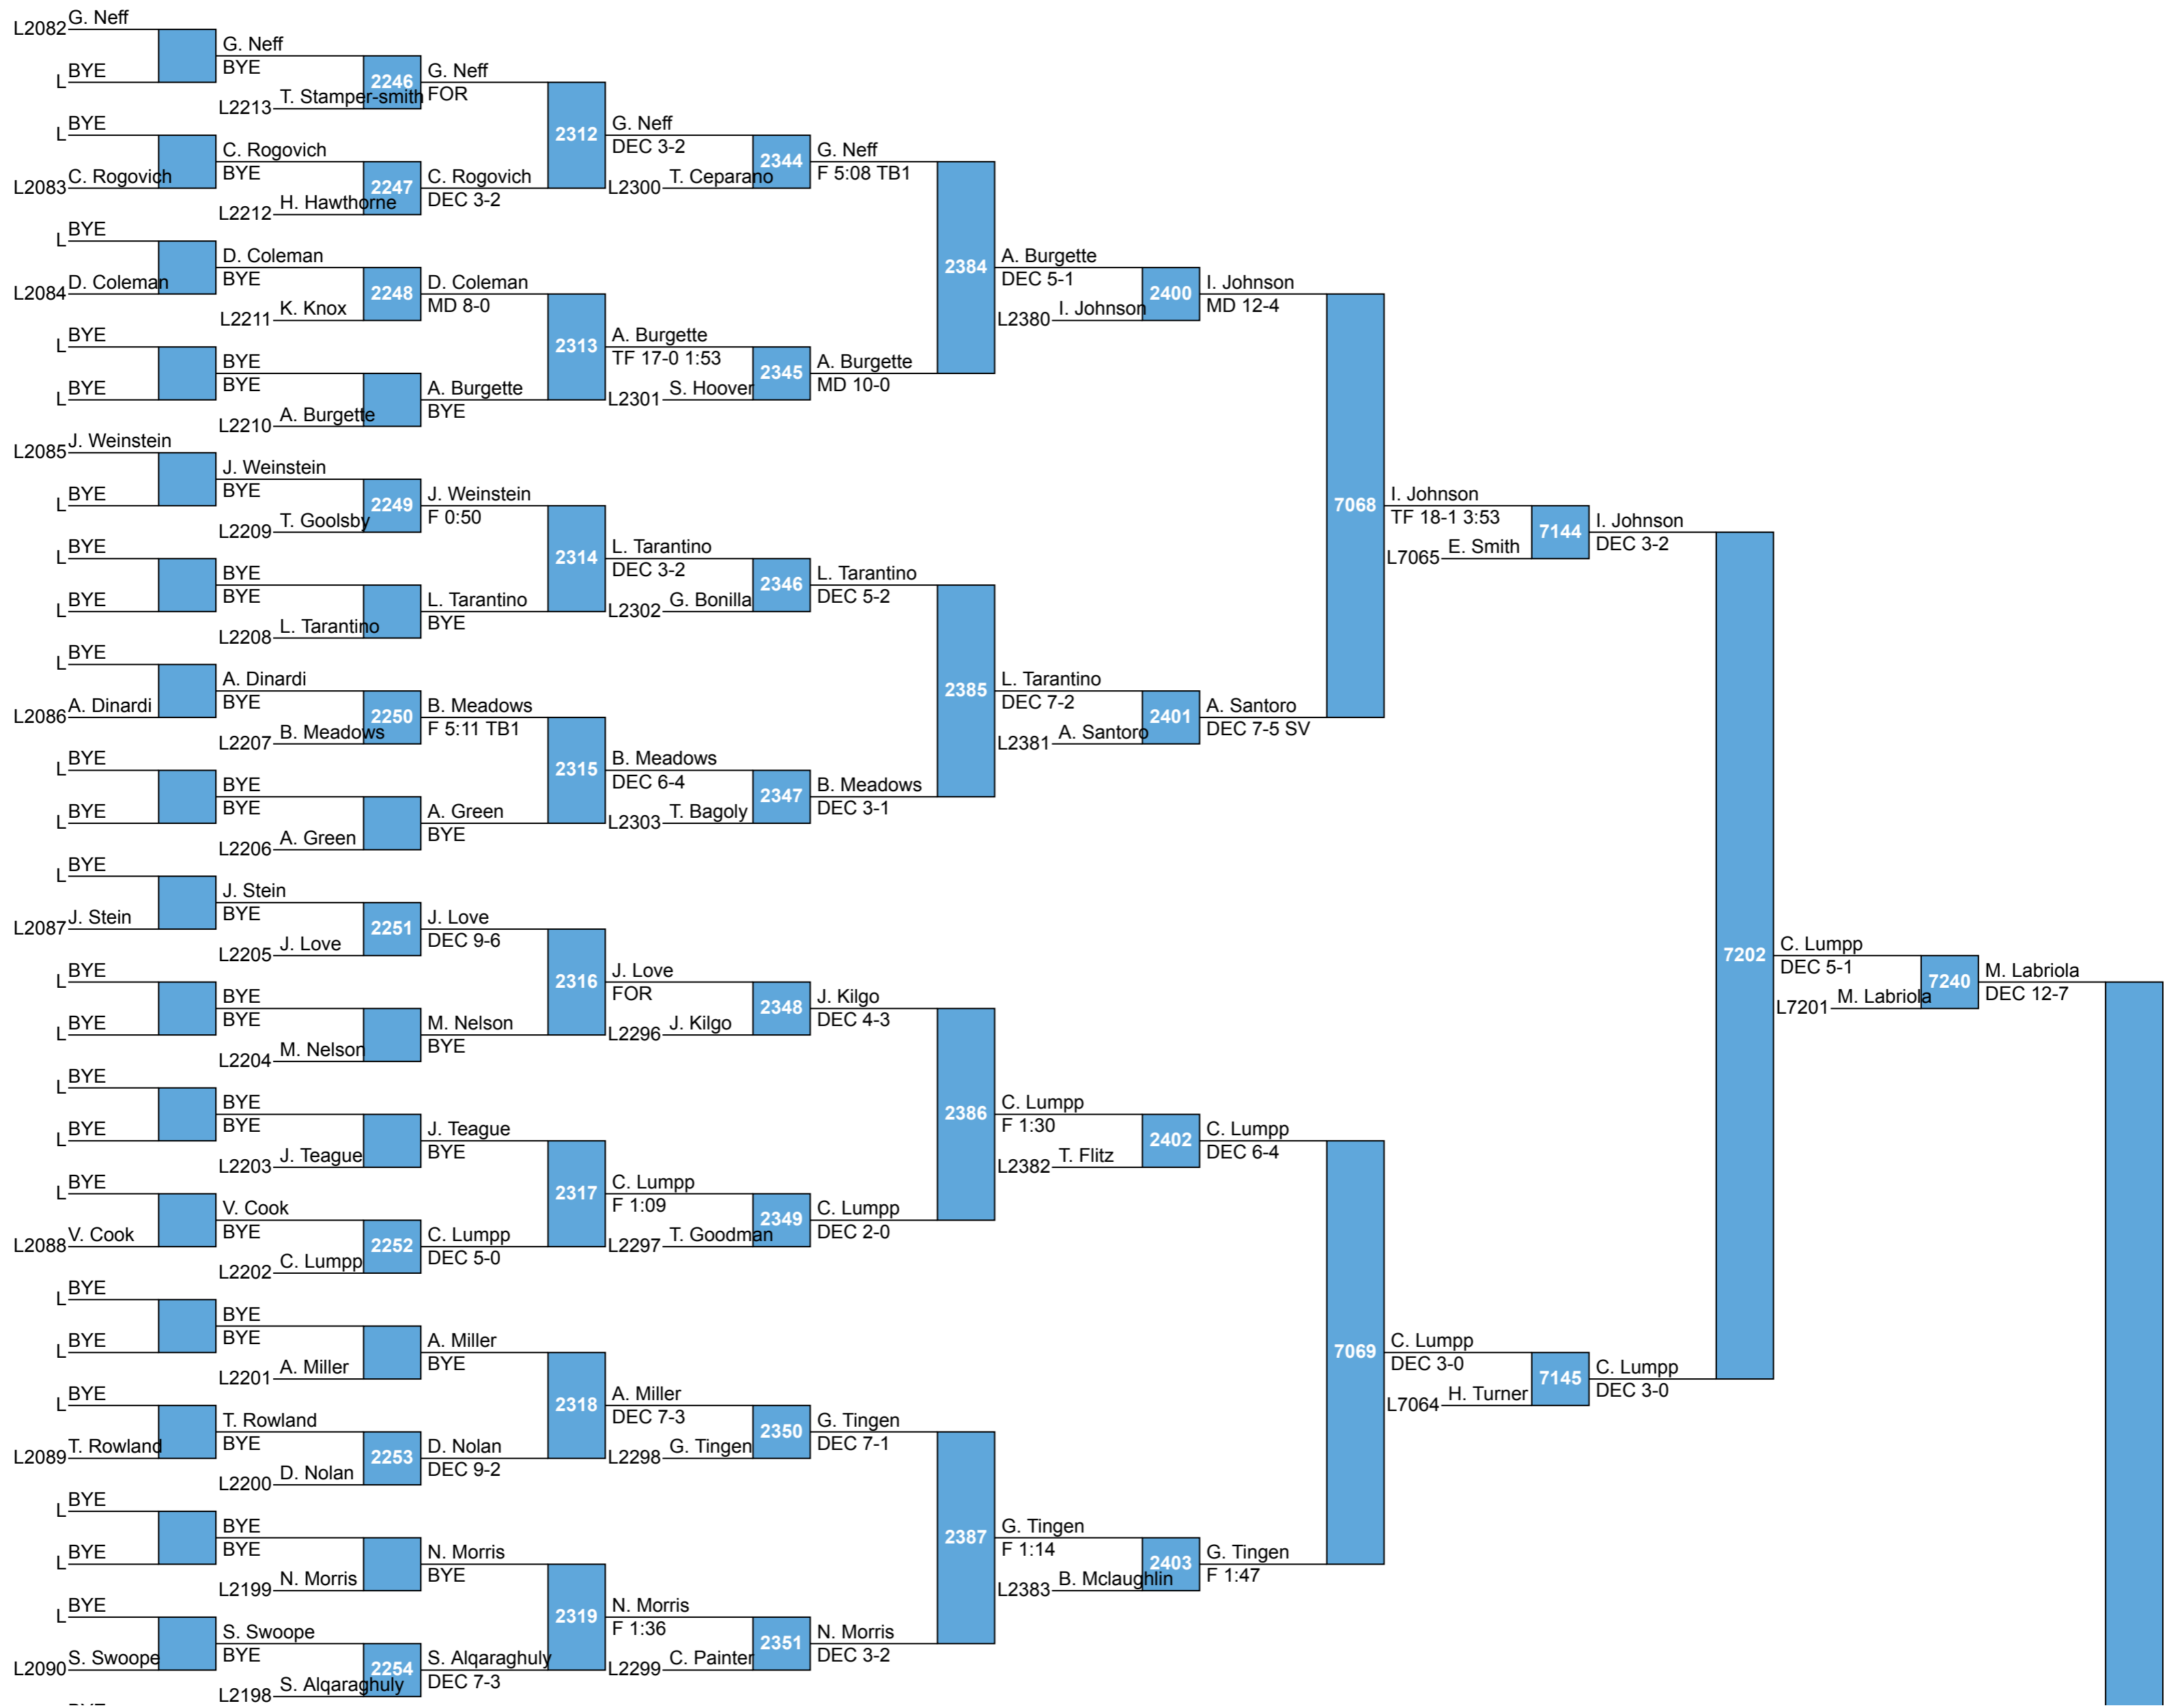 G. Neff
L2082
G. Neff
BYE
L
BYE
2246
G. Neff
FOR
T. Stamper-smith
L2213
BYE
L
2312
G. Neff
DEC 3-2
C. Rogovich
BYE
2344
G. Neff
F 5:08 TB1
C. Rogovich
L2083
2247
C. Rogovich
DEC 3-2
T. Ceparano
L2300
H. Hawthorne
L2212
BYE
L
D. Coleman
BYE
2384
A. Burgette
DEC 5-1
D. Coleman
L2084
2248
D. Coleman
MD 8-0
2400
I. Johnson
MD 12-4
K. Knox
L2211
I. Johnson
L2380
BYE
L
2313
A. Burgette
TF 17-0 1:53
BYE
BYE
2345
A. Burgette
MD 10-0
BYE
L
A. Burgette
BYE
S. Hoover
L2301
A. Burgette
L2210
J. Weinstein
L2085
J. Weinstein
BYE
BYE
L
2249
J. Weinstein
F 0:50
7068
I. Johnson
TF 18-1 3:53
T. Goolsby
L2209
7144
I. Johnson
DEC 3-2
BYE
L
2314
L. Tarantino
DEC 3-2
E. Smith
L7065
BYE
BYE
2346
L. Tarantino
DEC 5-2
BYE
L
L. Tarantino
BYE
G. Bonilla
L2302
L. Tarantino
L2208
BYE
L
A. Dinardi
BYE
2385
L. Tarantino
DEC 7-2
A. Dinardi
L2086
2250
B. Meadows
F 5:11 TB1
2401
A. Santoro
DEC 7-5 SV
B. Meadows
L2207
A. Santoro
L2381
BYE
L
2315
B. Meadows
DEC 6-4
BYE
BYE
2347
B. Meadows
DEC 3-1
BYE
L
A. Green
BYE
T. Bagoly
L2303
A. Green
L2206
BYE
L
J. Stein
BYE
J. Stein
L2087
2251
J. Love
DEC 9-6
J. Love
L2205
7202
C. Lumpp
DEC 5-1
BYE
L
2316
J. Love
FOR
7240
M. Labriola
DEC 12-7
BYE
BYE
2348
J. Kilgo
DEC 4-3
M. Labriola
L7201
BYE
L
M. Nelson
BYE
J. Kilgo
L2296
M. Nelson
L2204
BYE
L
BYE
BYE
2386
C. Lumpp
F 1:30
BYE
L
J. Teague
BYE
2402
C. Lumpp
DEC 6-4
J. Teague
L2203
T. Flitz
L2382
BYE
L
2317
C. Lumpp
F 1:09
V. Cook
BYE
2349
C. Lumpp
DEC 2-0
V. Cook
L2088
2252
C. Lumpp
DEC 5-0
T. Goodman
L2297
C. Lumpp
L2202
BYE
L
BYE
BYE
BYE
L
A. Miller
BYE
7069
C. Lumpp
DEC 3-0
A. Miller
L2201
7145
C. Lumpp
DEC 3-0
BYE
L
2318
A. Miller
DEC 7-3
H. Turner
L7064
T. Rowland
BYE
2350
G. Tingen
DEC 7-1
T. Rowland
L2089
2253
D. Nolan
DEC 9-2
G. Tingen
L2298
D. Nolan
L2200
BYE
L
BYE
BYE
2387
G. Tingen
F 1:14
BYE
L
N. Morris
BYE
2403
G. Tingen
F 1:47
N. Morris
L2199
B. Mclaughlin
L2383
BYE
L
2319
N. Morris
F 1:36
S. Swoope
BYE
2351
N. Morris
DEC 3-2
S. Swoope
L2090
2254
S. Alqaraghuly
DEC 7-3
C. Painter
L2299
S. Alqaraghuly
L2198